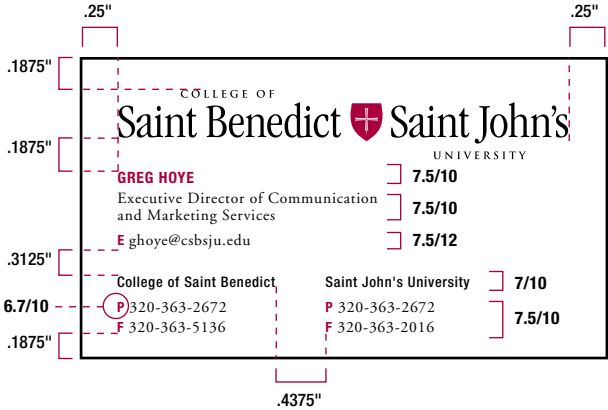 .25" .25"
.1875"
COLLEGE OF
Saint Benedict Saint John's
.1875"
UNIVERSITY
GREG HOYE 7.5/10
Executive Director of Communication
and Marketing Services
7.5/10
E ghoye@csbsju.edu 7.5/12
.3125"
College of Saint Benedict Saint John's University 7/10
6.7/10 P 320-363-2672 P 320-363-2672
7.5/10
F 320-363-5136 F 320-363-2016
.1875"
.4375"